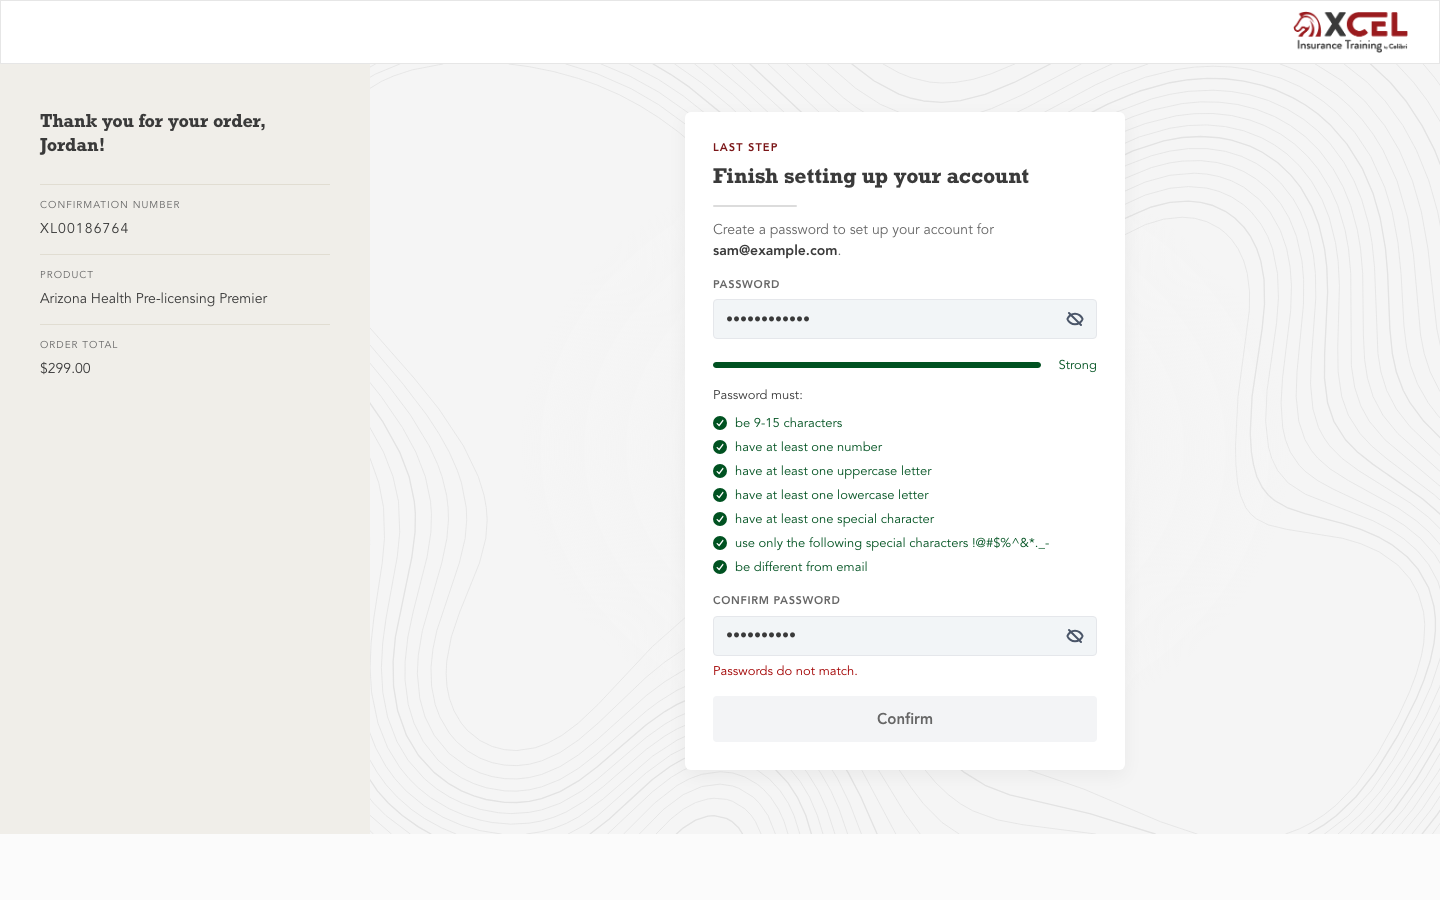 XCEL
Insurance Training by Colibri
Thank you for your order,
Jordan!
CONFIRMATION NUMBER
XL00186764
PRODUCT
Arizona Health Pre-licensing Premier
ORDER TOTAL
$299.00
LAST STEP
Finish setting up your account
Create a password to set up your account for
sam@example.com.
PASSWORD
••••••••••••
Strong
Password must:
be 9-15 characters
have at least one number
have at least one uppercase letter
have at least one lowercase letter
have at least one special character
use only the following special characters !@#$%^&*._-
be different from email
CONFIRM PASSWORD
••••••••••
Passwords do not match.
Confirm